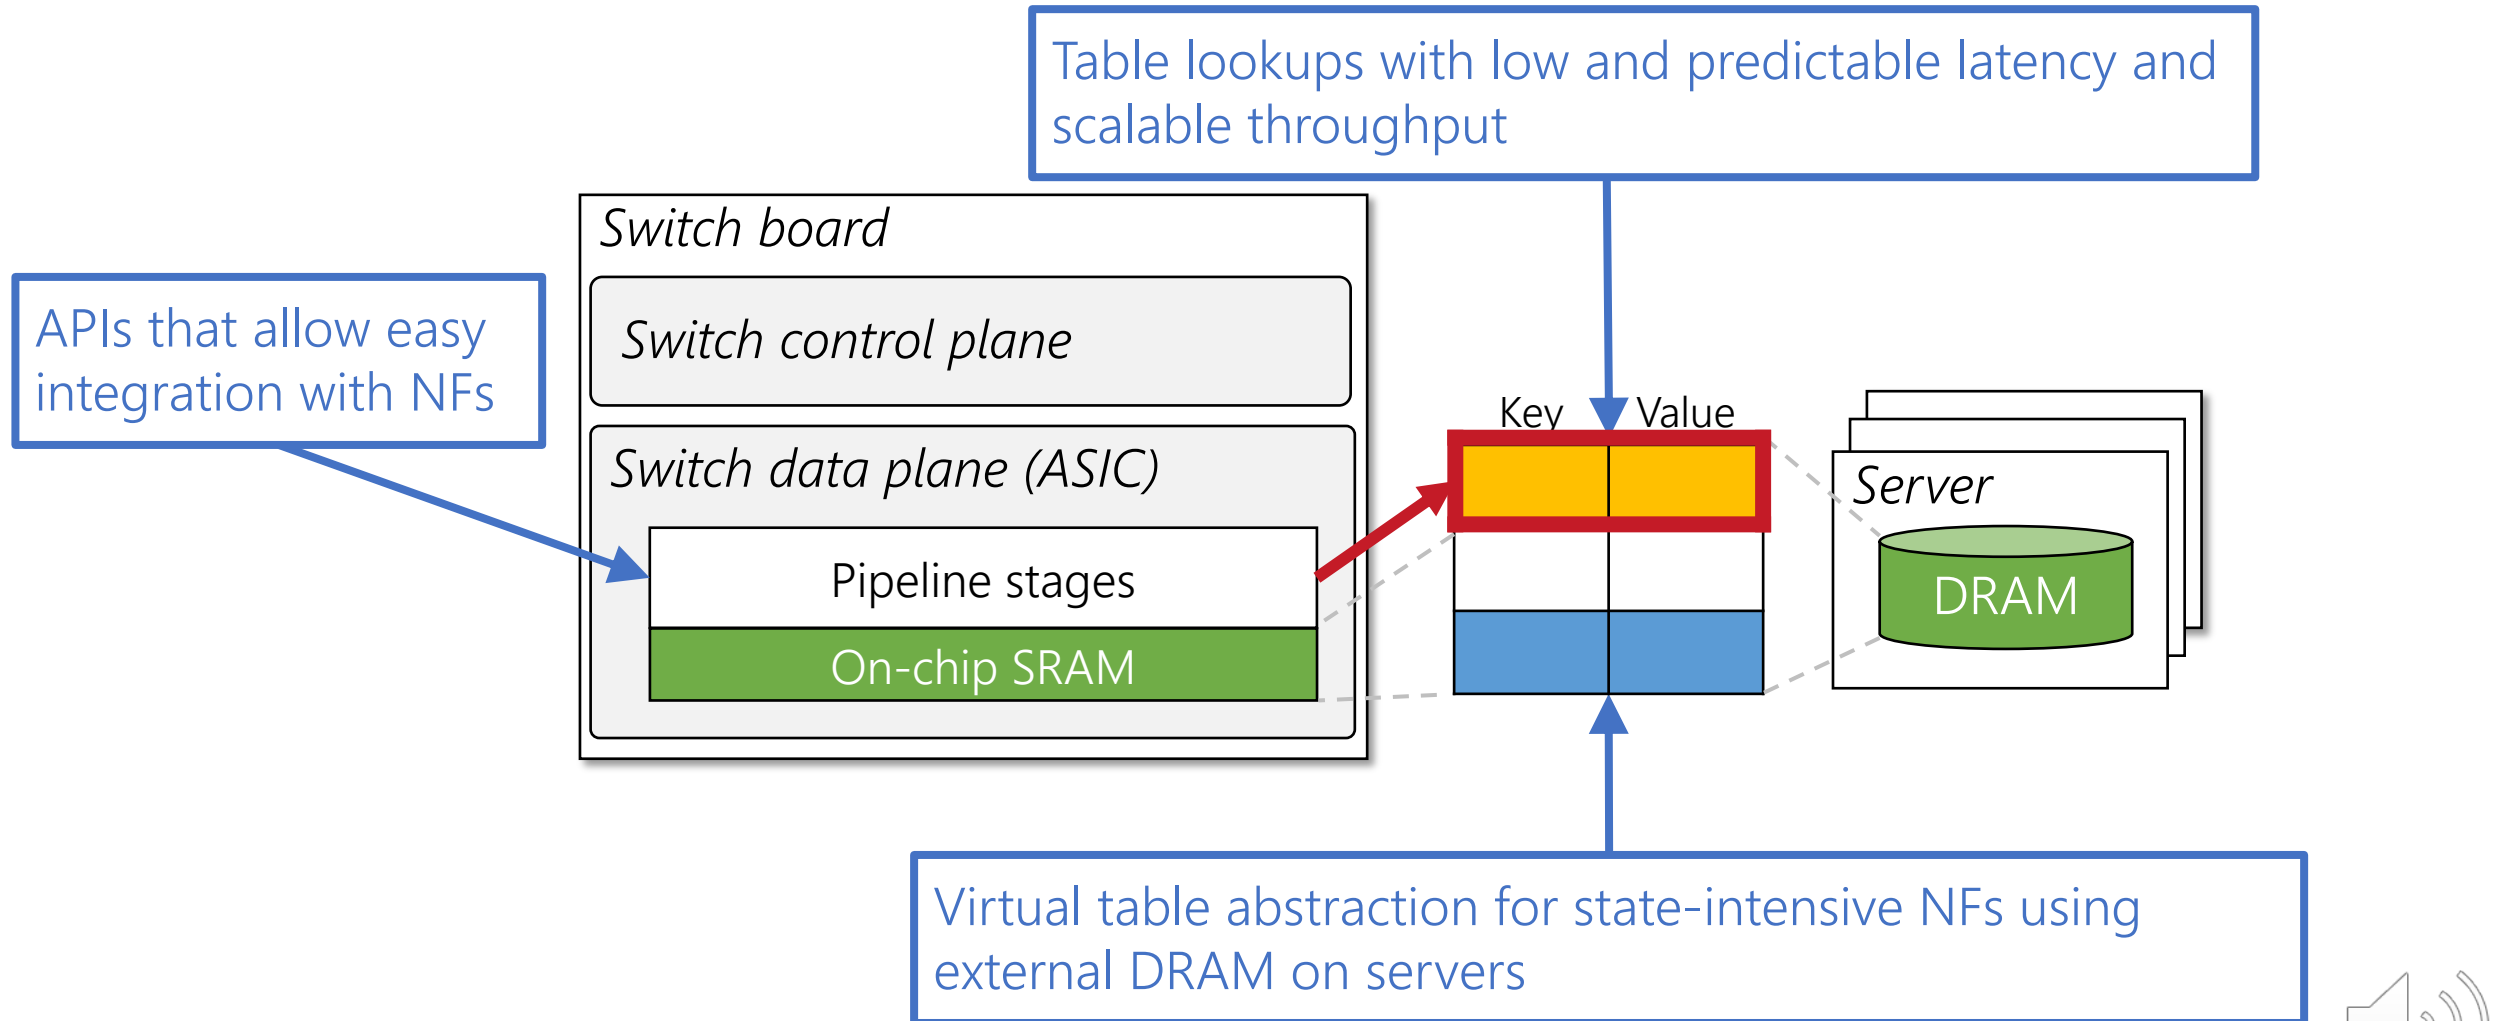 Table lookups with low and predictable latency and
scalable throughput
Switch board
APIs that allow easy
integration with NFs
Switch control plane
Key Value
Switch data plane (ASIC)
Server
Pipeline stages
DRAM
On-chip SRAM
Virtual table abstraction for state-intensive NFs using
external DRAM on servers